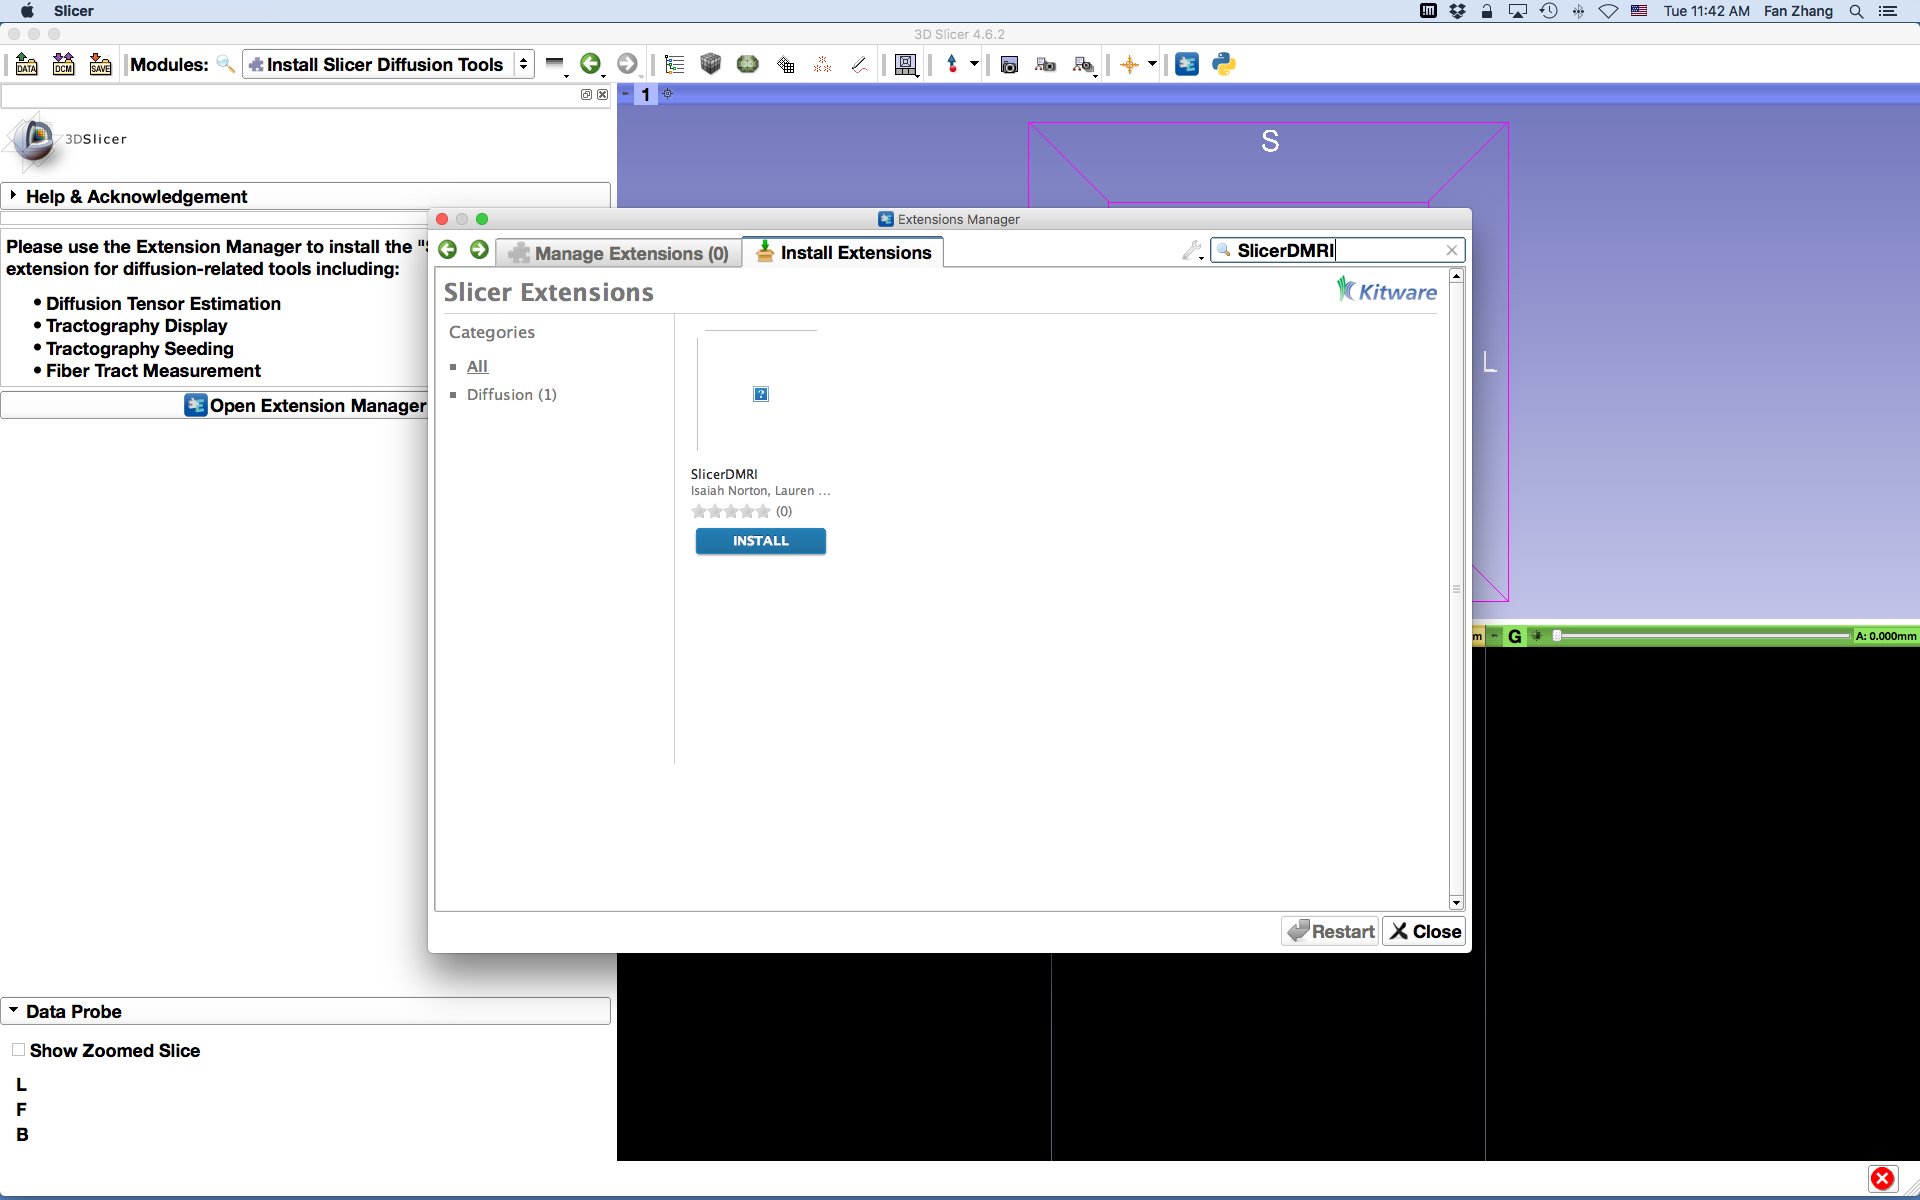 Slicer
Tue 11:42 AM Fan Zhang
3D Slicer 4.6.2
DATA
DCM
SAVE
Modules:
Install Slicer Diffusion Tools
1
3DSlicer
S
Help & Acknowledgement
Extensions Manager
Please use the Extension Manager to install the "S
extension for diffusion-related tools including:
Manage Extensions (0)
Install Extensions
SlicerDMRI
Slicer Extensions
Kitware
Diffusion Tensor Estimation
Tractography Display
Tractography Seeding
Fiber Tract Measurement
Categories
All
Diffusion (1)
L
Open Extension Manager
?
SlicerDMRI
Isaiah Norton, Lauren ...
(0)
INSTALL
m
G
A: 0.000mm
Restart
Close
Data Probe
Show Zoomed Slice
L
F
B